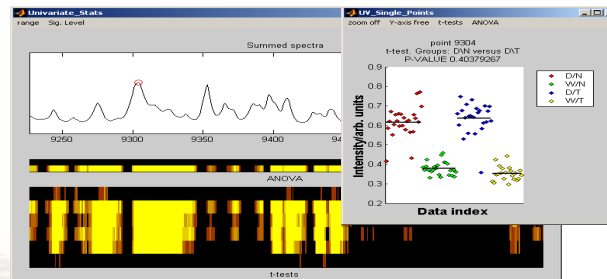 Univariate_Stats
range Sig. Level
Summed spectra
9250 9300 9350 9400
ANOVA
t-tests
UV_Single_Points
zoom off Y-axis free t-tests ANOVA
point 9304
t-test. Groups: D\N versus D\T
P-VALUE 0.40379267
Intensity/arb. units
0.9
0.8
0.7
0.6
0.5
0.4
0.3
0.2
Data index
D/N
W/N
D/T
W/T